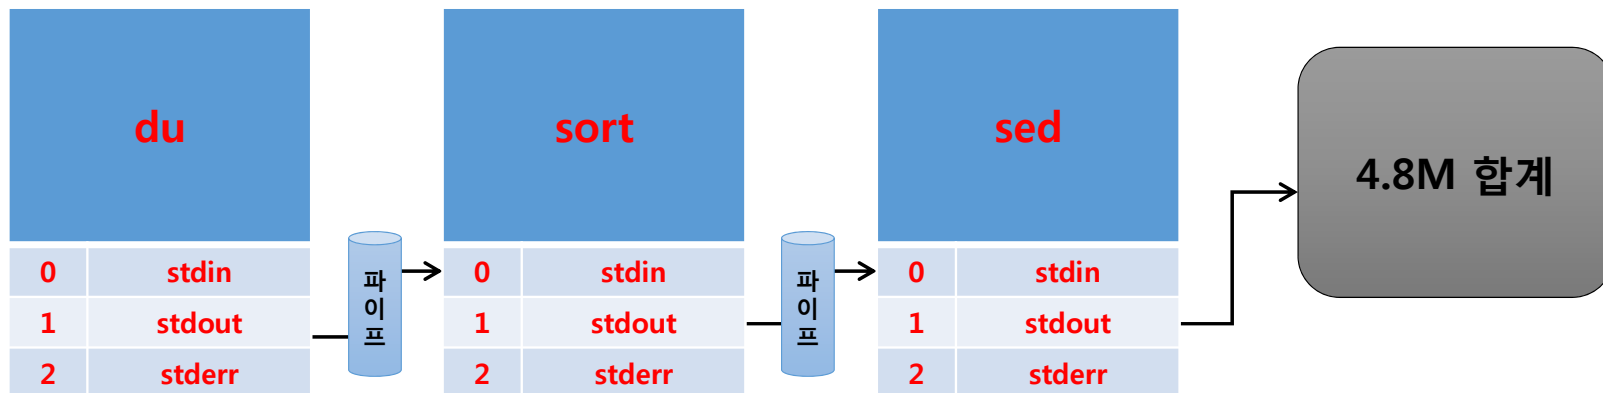 du
sort
sed
4.8M 합계
0 stdin
1 stdout
2 stderr
파
이
프
0 stdin
1 stdout
2 stderr
파
이
프
0 stdin
1 stdout
2 stderr